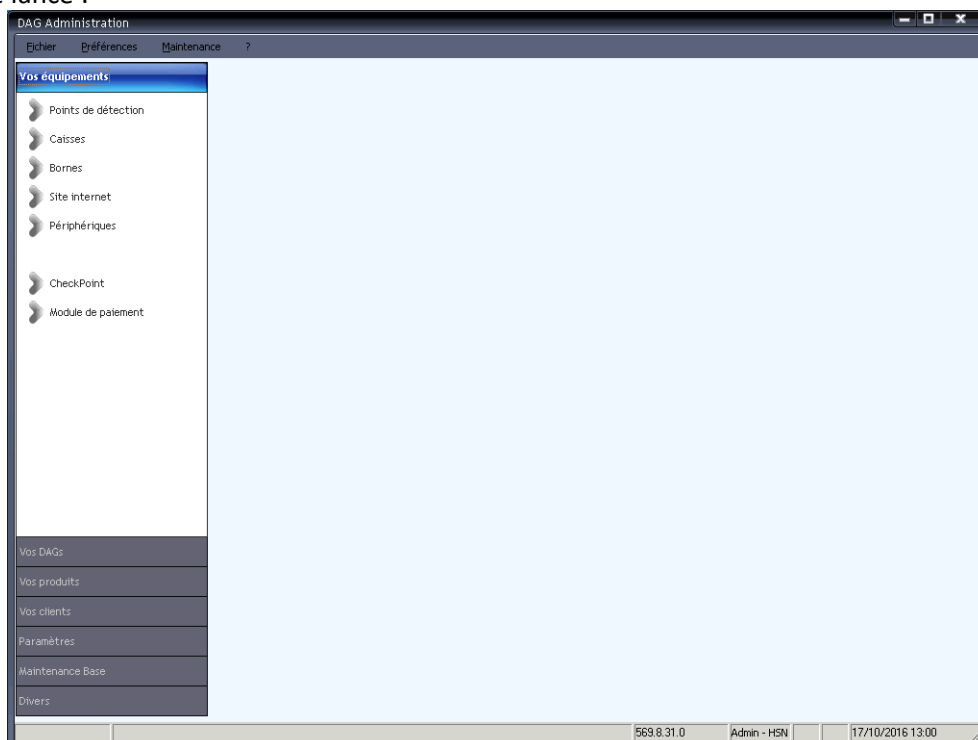 lance :
DAG Administration
Fichier Préférences Maintenance ?
Vos équipements
Points de détection
Caisses
Bornes
Site internet
Périphériques
CheckPoint
Module de paiement
Vos DAGs
Vos produits
Vos clients
Paramètres
Maintenance Base
Divers
569.8.31.0 Admin - HSN 17/10/2016 13:00